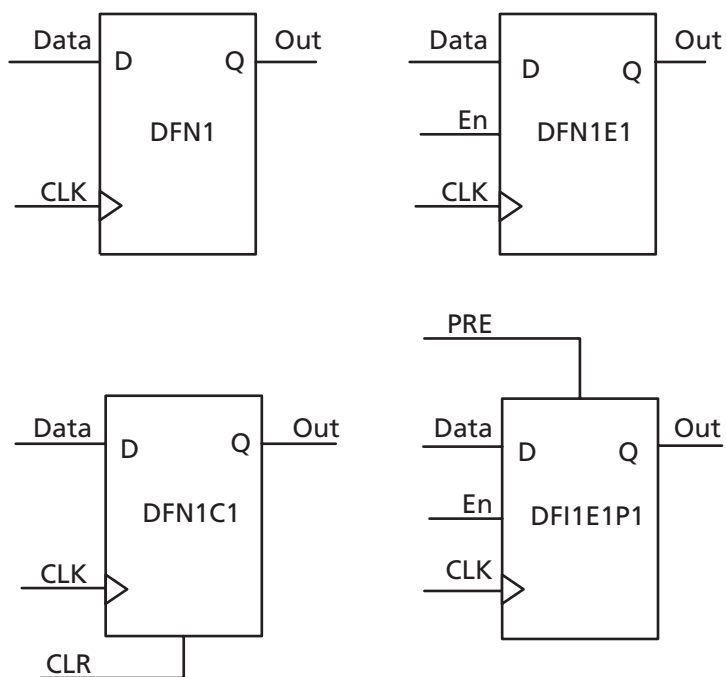 Data
Out
D
Q
DFN1
CLK
Data
Out
D
Q
En
DFN1E1
CLK
Data
Out
D
Q
DFN1C1
CLK
CLR
PRE
Data
Out
D
Q
En
DFI1E1P1
CLK